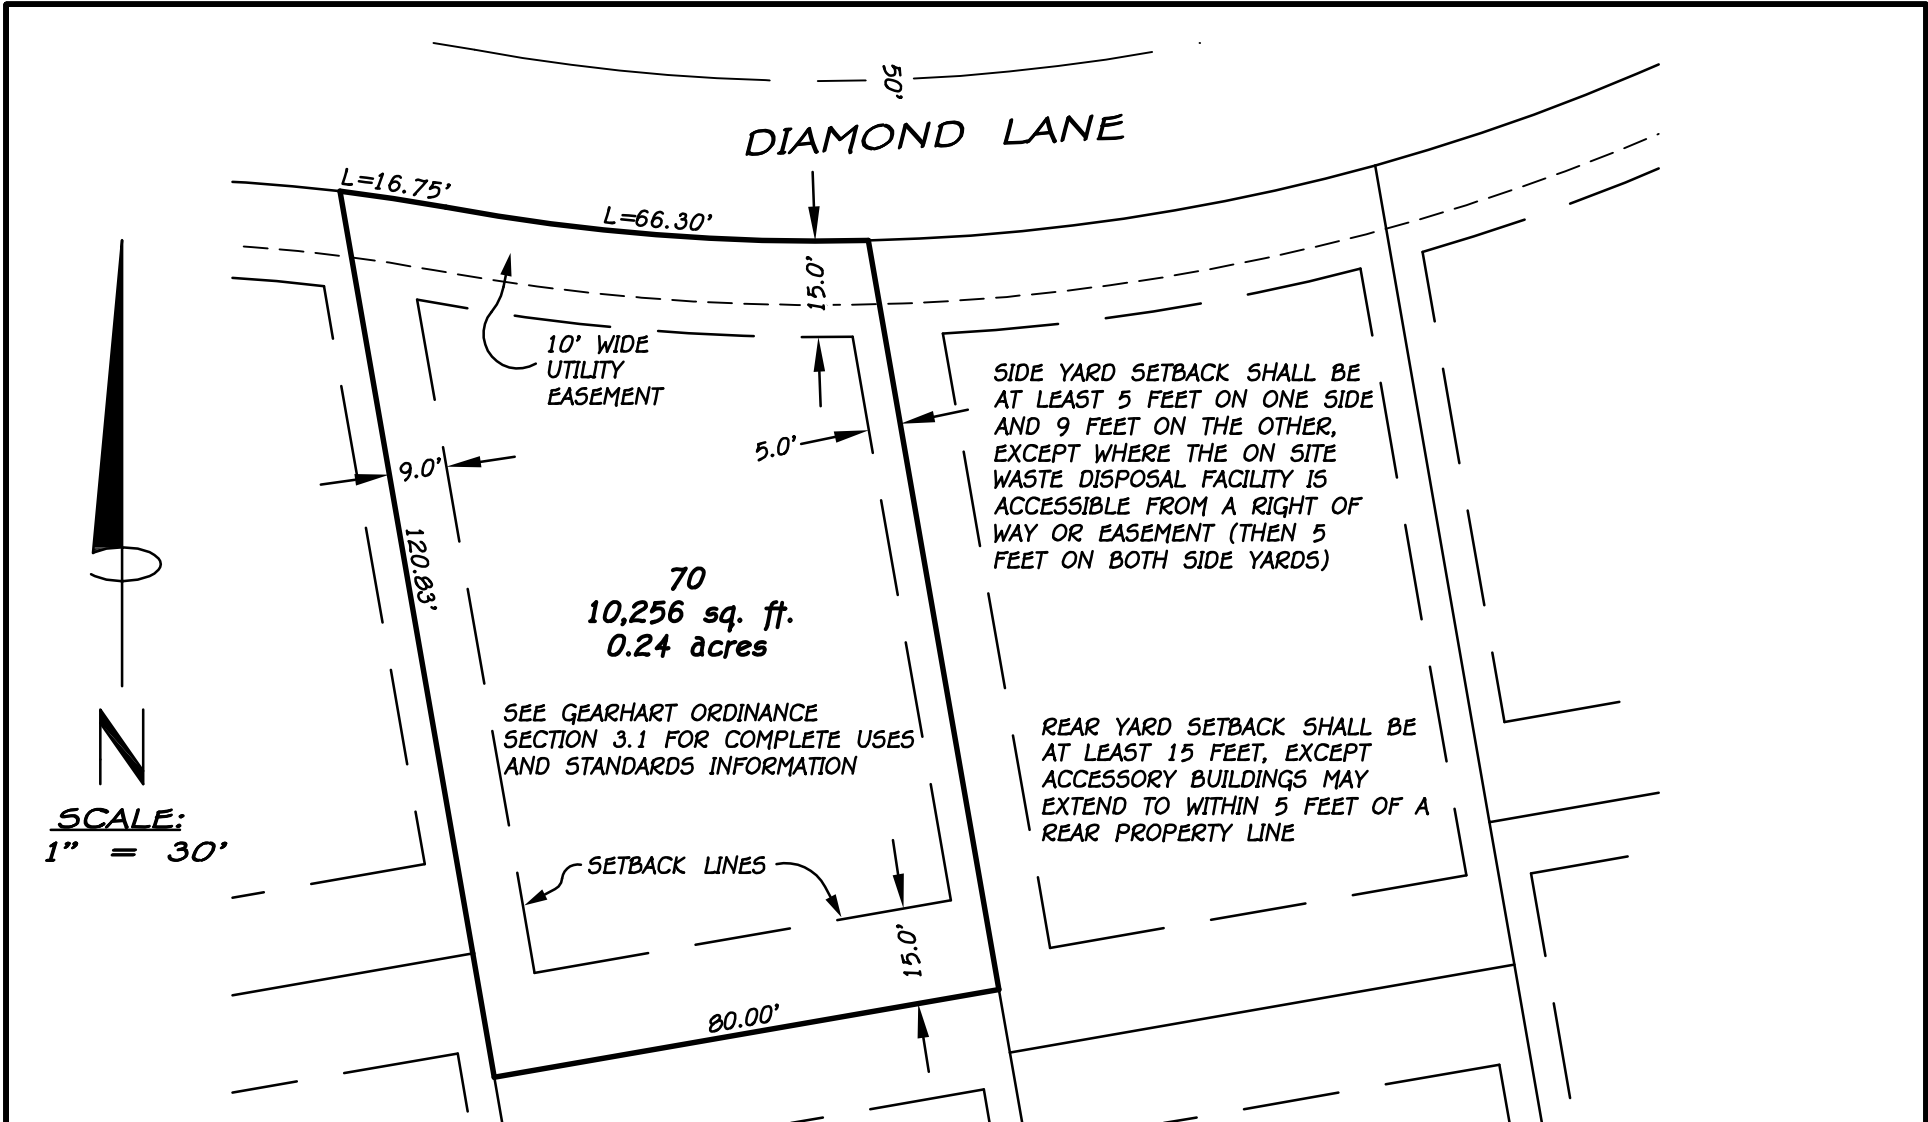 50'
DIAMOND LANE
L=16.75'
L=66.30'
15.0'
10' WIDE
UTILITY
EASEMENT
SIDE YARD SETBACK SHALL BE
AT LEAST 5 FEET ON ONE SIDE
AND 9 FEET ON THE OTHER,
EXCEPT WHERE THE ON SITE
WASTE DISPOSAL FACILITY IS
ACCESSIBLE FROM A RIGHT OF
WAY OR EASEMENT (THEN 5
FEET ON BOTH SIDE YARDS)
5.0'
9.0'
120.83'
70
10,256 sq. ft.
0.24 acres
SEE GEARHART ORDINANCE
SECTION 3.1 FOR COMPLETE USES
AND STANDARDS INFORMATION
REAR YARD SETBACK SHALL BE
AT LEAST 15 FEET, EXCEPT
ACCESSORY BUILDINGS MAY
EXTEND TO WITHIN 5 FEET OF A
REAR PROPERTY LINE
N
SCALE:
1" = 30'
SETBACK LINES
15.0'
80.00'